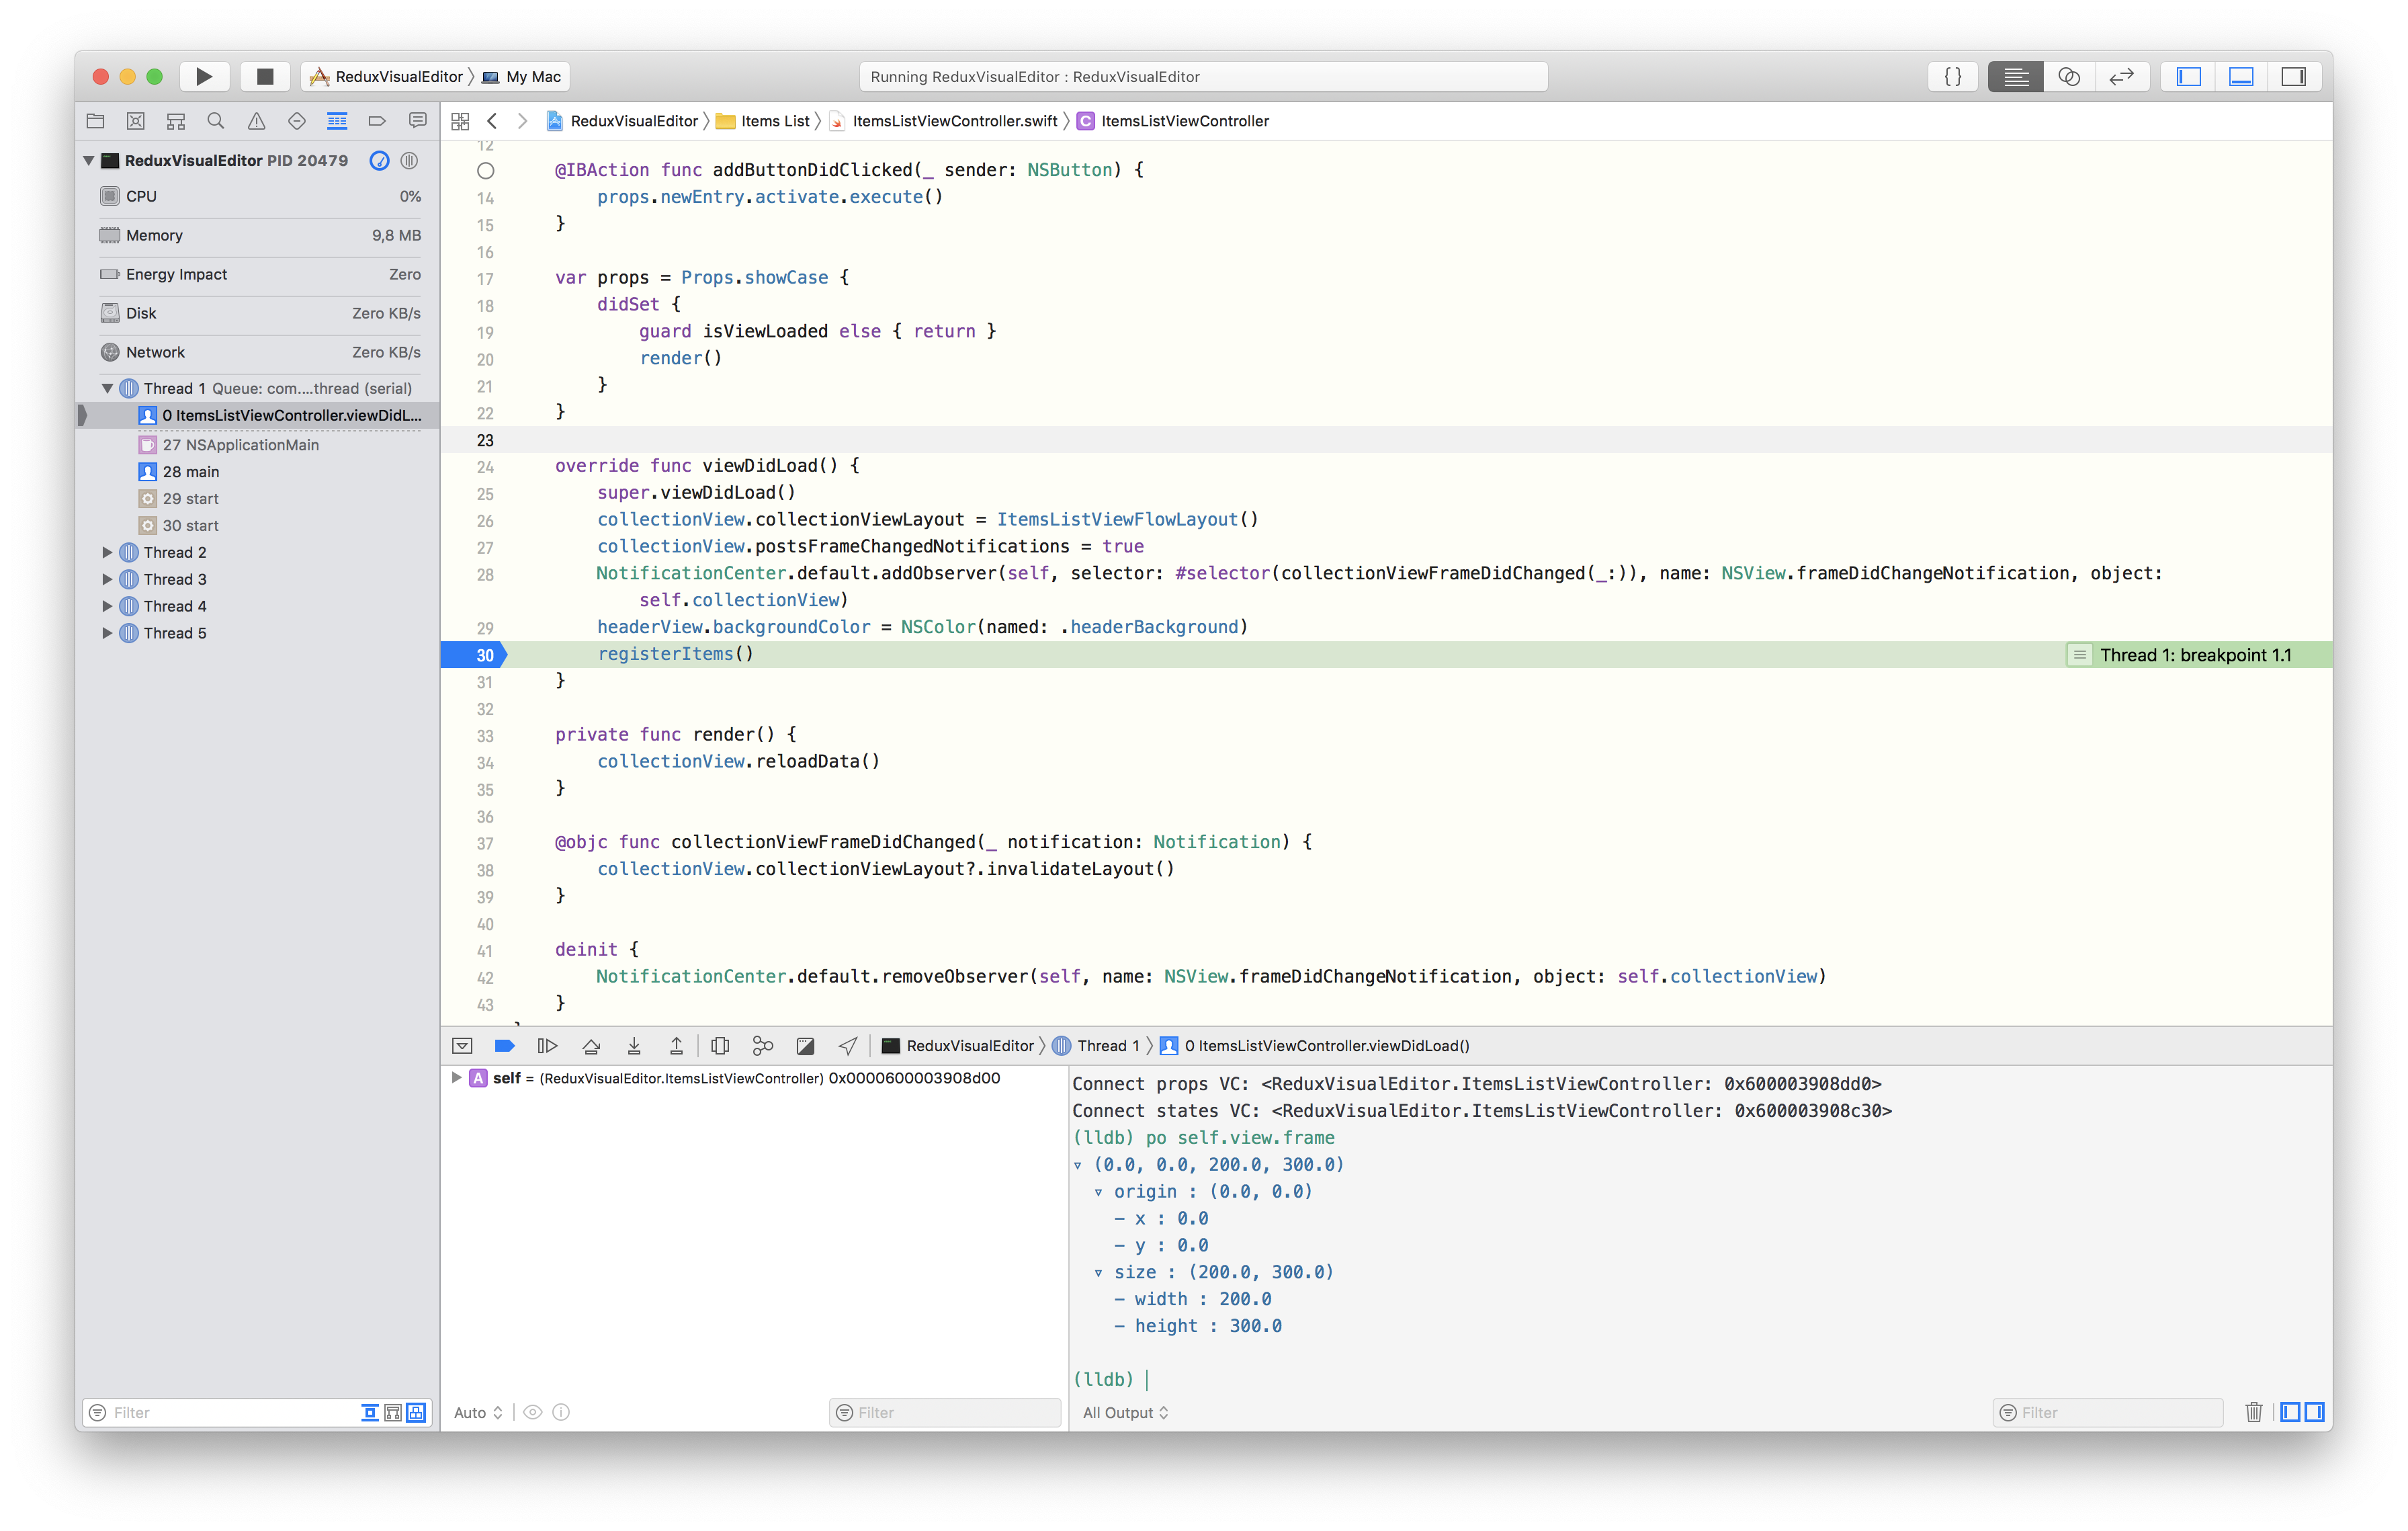 ReduxVisualEditor 〉 My Mac
Running ReduxVisualEditor : ReduxVisualEditor
{ }
ReduxVisualEditor 〉 Items List 〉 ItemsListViewController.swift 〉 C ItemsListViewController
ReduxVisualEditor PID 20479
CPU 0%
Memory 9,8 MB
Energy Impact Zero
Disk Zero KB/s
Network Zero KB/s
Thread 1 Queue: com....thread (serial)
0 ItemsListViewController.viewDidL...
27 NSApplicationMain
28 main
29 start
30 start
Thread 2
Thread 3
Thread 4
Thread 5
Filter
12
@IBAction func addButtonDidClicked(_ sender: NSButton) {
14 props.newEntry.activate.execute()
15 }
16
17 var props = Props.showCase {
18 didSet {
19 guard isViewLoaded else { return }
20 render()
21 }
22 }
23
24 override func viewDidLoad() {
25 super.viewDidLoad()
26 collectionView.collectionViewLayout = ItemsListViewFlowLayout()
27 collectionView.postsFrameChangedNotifications = true
28 NotificationCenter.default.addObserver(self, selector: #selector(collectionViewFrameDidChanged(_:)), name: NSView.frameDidChangeNotification, object:
self.collectionView)
29 headerView.backgroundColor = NSColor(named: .headerBackground)
30 registerItems() Thread 1: breakpoint 1.1
31 }
32
33 private func render() {
34 collectionView.reloadData()
35 }
36
37 @objc func collectionViewFrameDidChanged(_ notification: Notification) {
38 collectionView.collectionViewLayout?.invalidateLayout()
39 }
40
41 deinit {
42 NotificationCenter.default.removeObserver(self, name: NSView.frameDidChangeNotification, object: self.collectionView)
43 }
ReduxVisualEditor 〉 Thread 1 〉 0 ItemsListViewController.viewDidLoad()
A self = (ReduxVisualEditor.ItemsListViewController) 0x0000600003908d00
Auto
Filter
Connect props VC: <ReduxVisualEditor.ItemsListViewController: 0x600003908dd0>
Connect states VC: <ReduxVisualEditor.ItemsListViewController: 0x600003908c30>
(lldb) po self.view.frame
▿ (0.0, 0.0, 200.0, 300.0)
▿ origin : (0.0, 0.0)
- x : 0.0
- y : 0.0
▿ size : (200.0, 300.0)
- width : 200.0
- height : 300.0
(lldb)
All Output
Filter